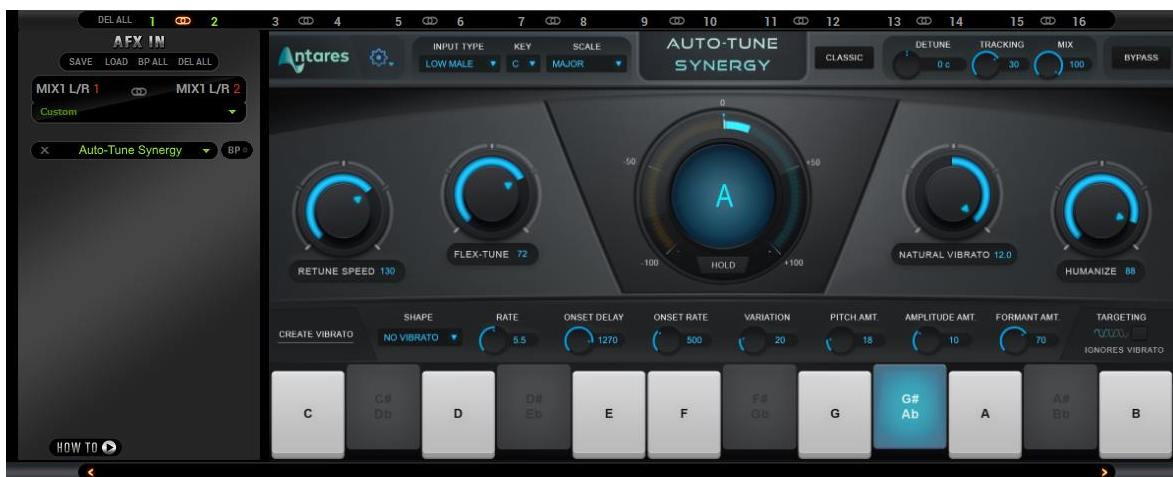 DEL ALL 1 2 3 4 5 6 7 8 9 10 11 12 13 14 15 16
AFX IN
SAVE LOAD BP ALL DEL ALL
MIX1 L/R 1 MIX1 L/R 2
Custom
× Auto-Tune Synergy BP
HOW TO
Antares
INPUT TYPE KEY SCALE
LOW MALE C MAJOR
AUTO-TUNE
SYNERGY
CLASSIC
DETUNE TRACKING MIX
0 c 30 100
BYPASS
0
-50 +50
A
-100 HOLD +100
RETUNE SPEED 130
FLEX-TUNE 72
NATURAL VIBRATO 12.0
HUMANIZE 88
CREATE VIBRATO
SHAPE RATE ONSET DELAY ONSET RATE VARIATION PITCH AMT. AMPLITUDE AMT. FORMANT AMT. TARGETING
NO VIBRATO 5.5 1270 500 20 18 10 70
IGNORES VIBRATO
C C# Db D D# Eb E F F# Gb G G# Ab A A# Bb B